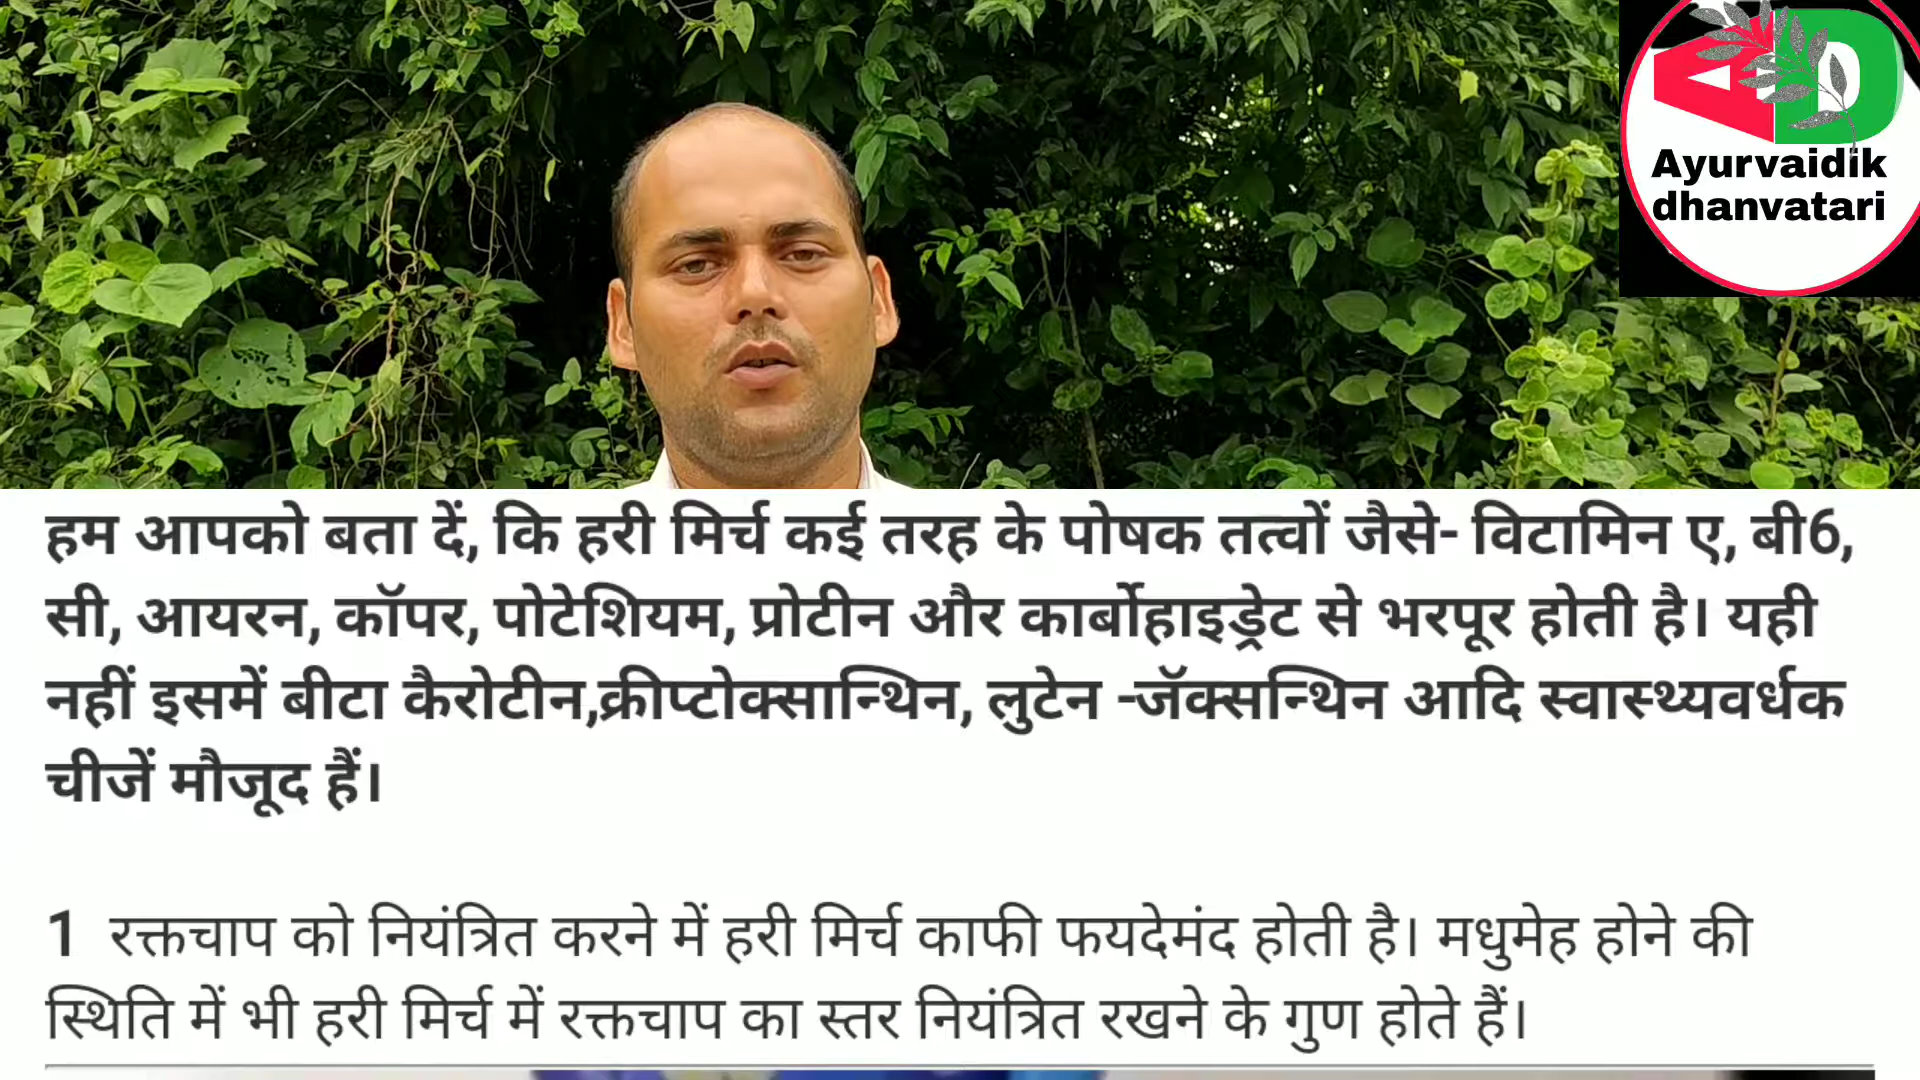 AD
Ayurvaidik
dhanvatari
हम आपको बता दें, कि हरी मिर्च कई तरह के पोषक तत्वों जैसे- विटामिन ए, बी6,
सी, आयरन, कॉपर, पोटेशियम, प्रोटीन और कार्बोहाइड्रेट से भरपूर होती है। यही
नहीं इसमें बीटा कैरोटीन,क्रीप्टोक्सान्थिन, लुटेन -जॅक्सन्थिन आदि स्वास्थ्यवर्धक
चीजें मौजूद हैं।
1 रक्तचाप को नियंत्रित करने में हरी मिर्च काफी फयदेमंद होती है। मधुमेह होने की
स्थिति में भी हरी मिर्च में रक्तचाप का स्तर नियंत्रित रखने के गुण होते हैं।